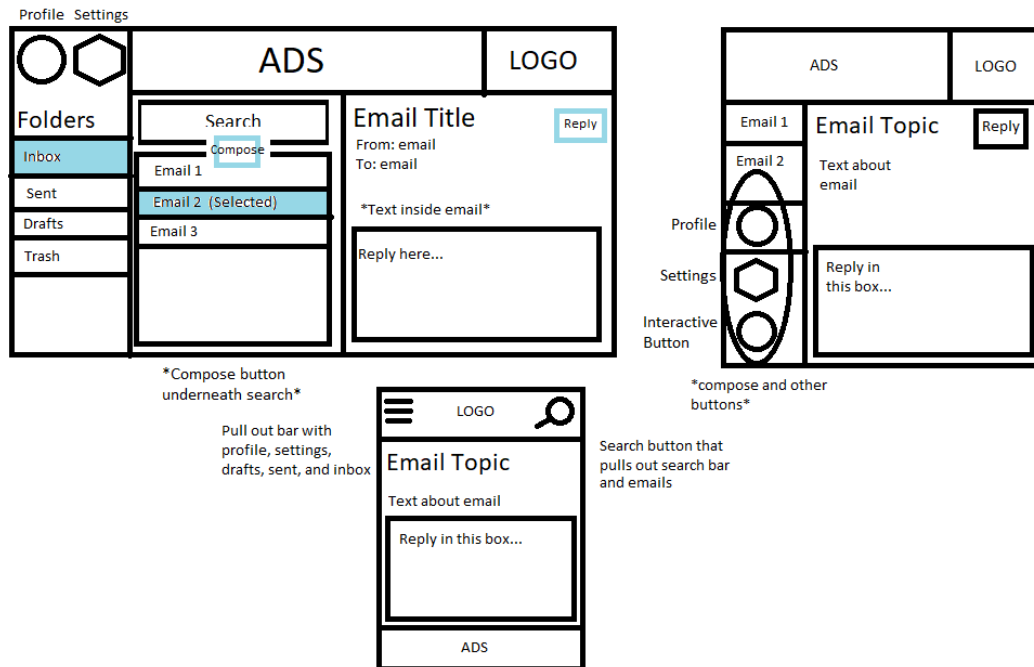 Profile Settings
ADS
LOGO
Folders
Inbox
Sent
Drafts
Trash
Search
Compose
Email 1
Email 2 (Selected)
Email 3
Email Title
Reply
From: email
To: email
*Text inside email*
Reply here...
*Compose button
underneath search*
ADS
LOGO
Email 1
Email 2
Profile
Settings
Interactive
Button
Email Topic
Reply
Text about
email
Reply in
this box...
*compose and other
buttons*
Pull out bar with
profile, settings,
drafts, sent, and inbox
LOGO
Email Topic
Text about email
Reply in this box...
ADS
Search button that
pulls out search bar
and emails